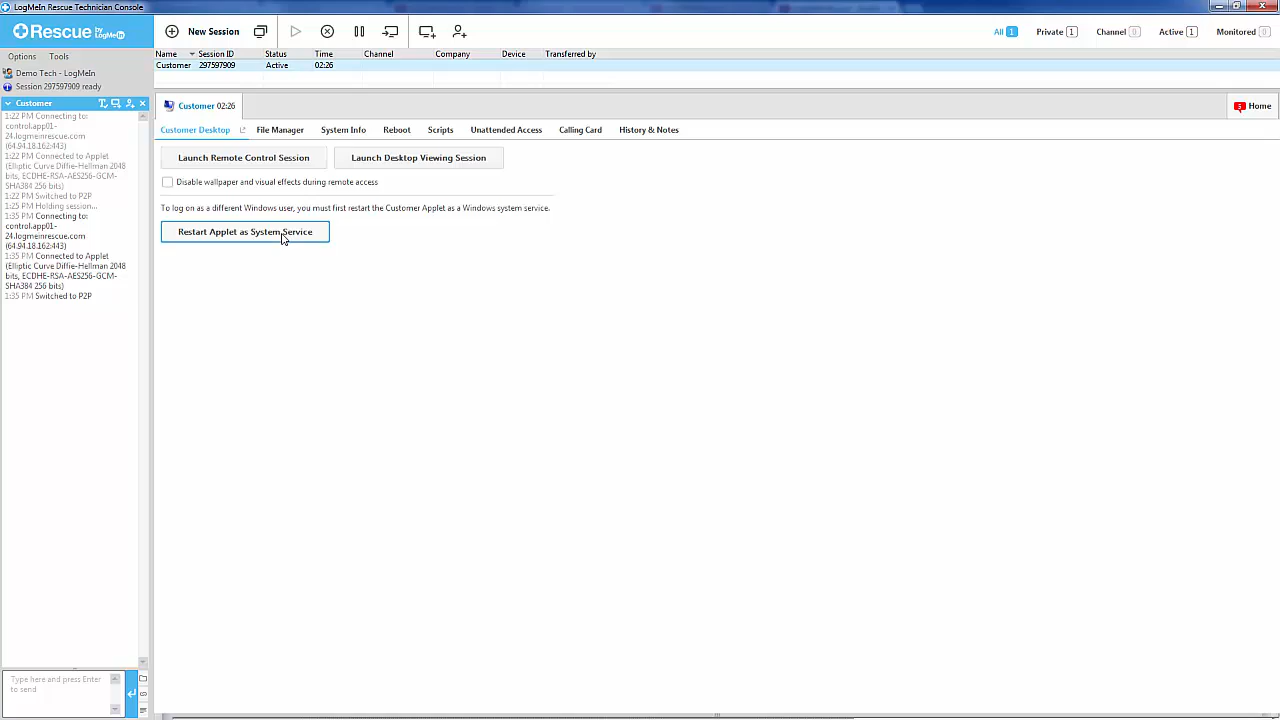 LogMeIn Rescue Technician Console
Rescue by LogMeIn
New Session
All 1
Private 1
Channel 0
Active 1
Monitored 0
Options Tools
Name Session ID Status Time Channel Company Device Transferred by
Customer 297597909 Active 02:26
Demo Tech - LogMeIn
Session 297597909 ready
Customer
Customer 02:26
5 Home
Customer Desktop File Manager System Info Reboot Scripts Unattended Access Calling Card History & Notes
Launch Remote Control Session Launch Desktop Viewing Session
Disable wallpaper and visual effects during remote access
To log on as a different Windows user, you must first restart the Customer Applet as a Windows system service.
Restart Applet as System Service
1:22 PM Connecting to:
control.app01-
24.logmeinrescue.com
(64.94.18.162:443)
1:22 PM Connected to Applet
(Elliptic Curve Diffie-Hellman 2048
bits, ECDHE-RSA-AES256-GCM-
SHA384 256 bits)
1:22 PM Switched to P2P
1:25 PM Holding session...
1:35 PM Connecting to:
control.app01-
24.logmeinrescue.com
(64.94.18.162:443)
1:35 PM Connected to Applet
(Elliptic Curve Diffie-Hellman 2048
bits, ECDHE-RSA-AES256-GCM-
SHA384 256 bits)
1:35 PM Switched to P2P
Type here and press Enter
to send